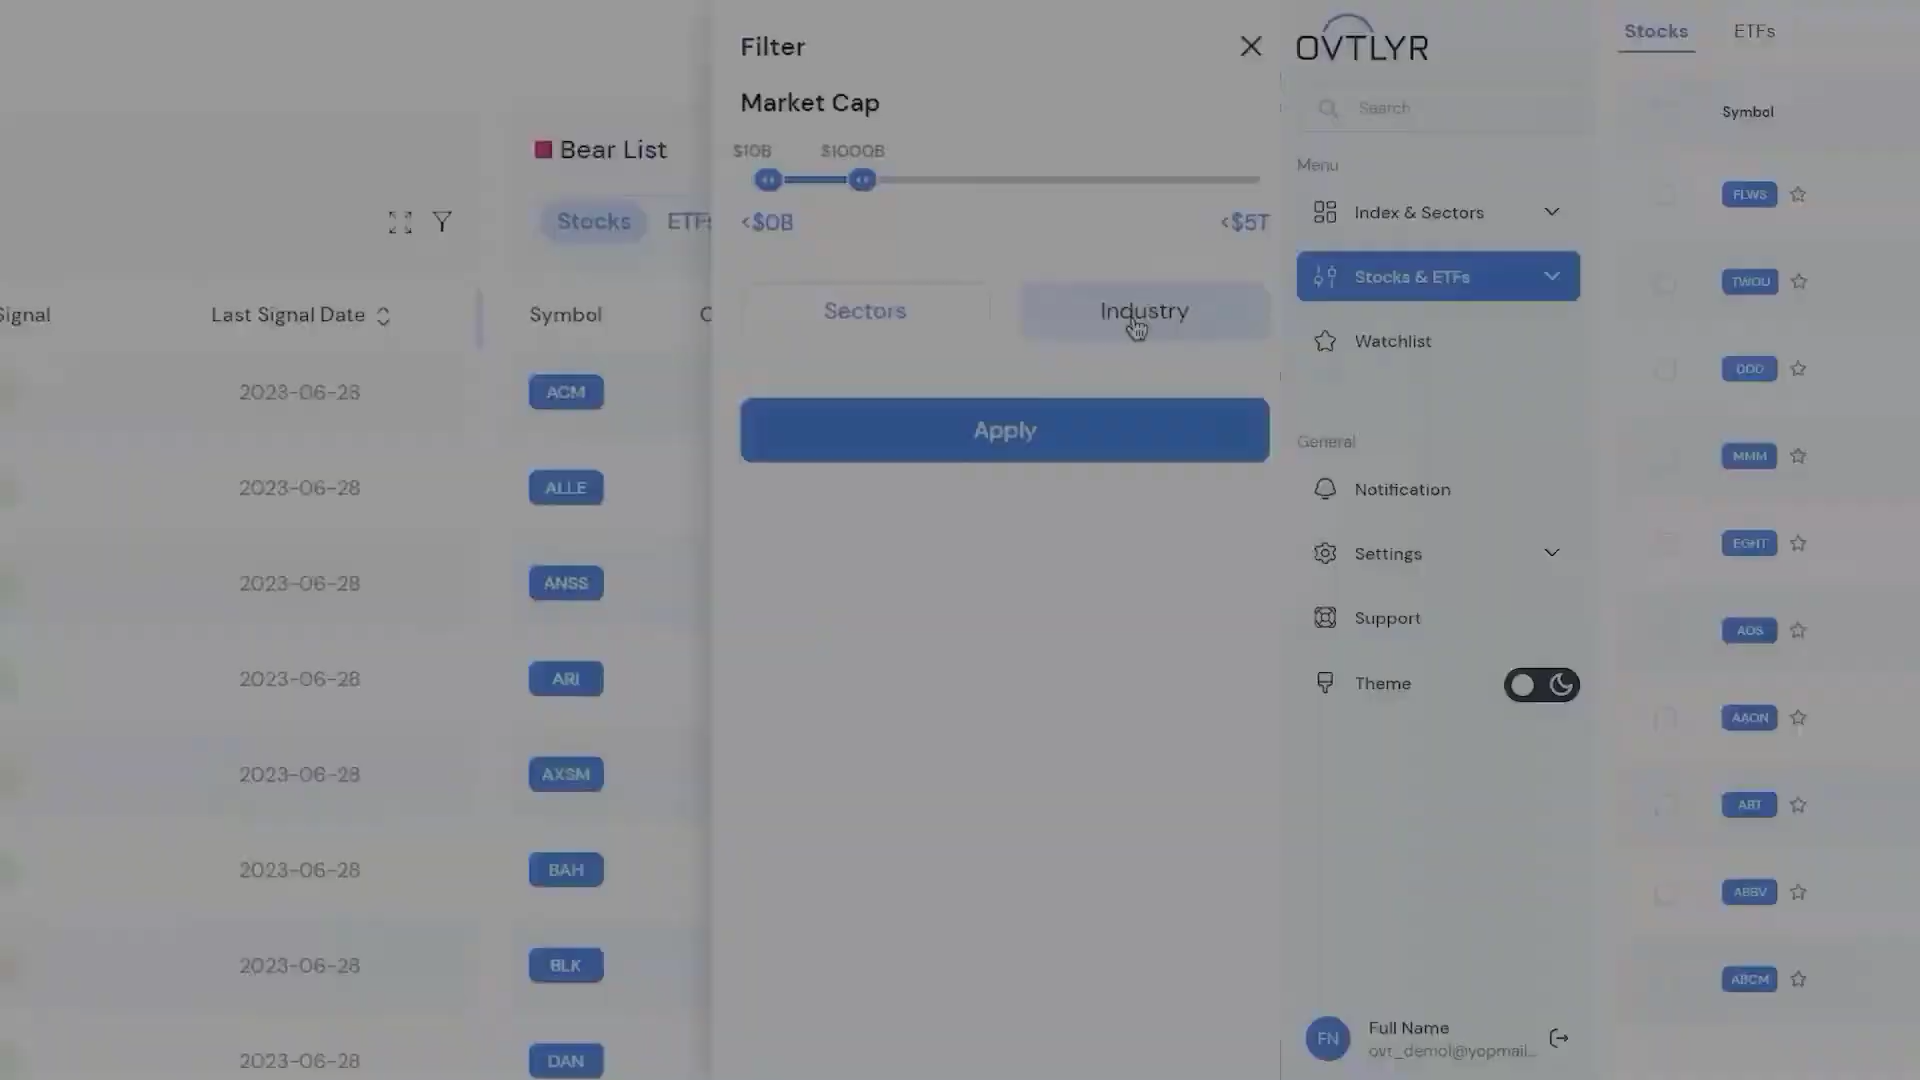 Signal
Last Signal Date
2023-06-28
2023-06-28
2023-06-28
2023-06-28
2023-06-28
2023-06-28
2023-06-28
2023-06-28
Bear List
Stocks ETFs
Symbol
ACM
ALLE
ANSS
ARI
AXSM
BAH
BLK
DAN
Filter
Market Cap
$10B $1000B
<$0B <$5T
Sectors Industry
Apply
OVTLYR
Search
Menu
Index & Sectors
Stocks & ETFs
Watchlist
General
Notification
Settings
Support
Theme
FN
Full Name
ovt_demo1@yopmail...
Stocks ETFs
Symbol
FLWS
TWOU
DDD
MMM
EGHT
AOS
AAON
ABT
ABBV
ABCM